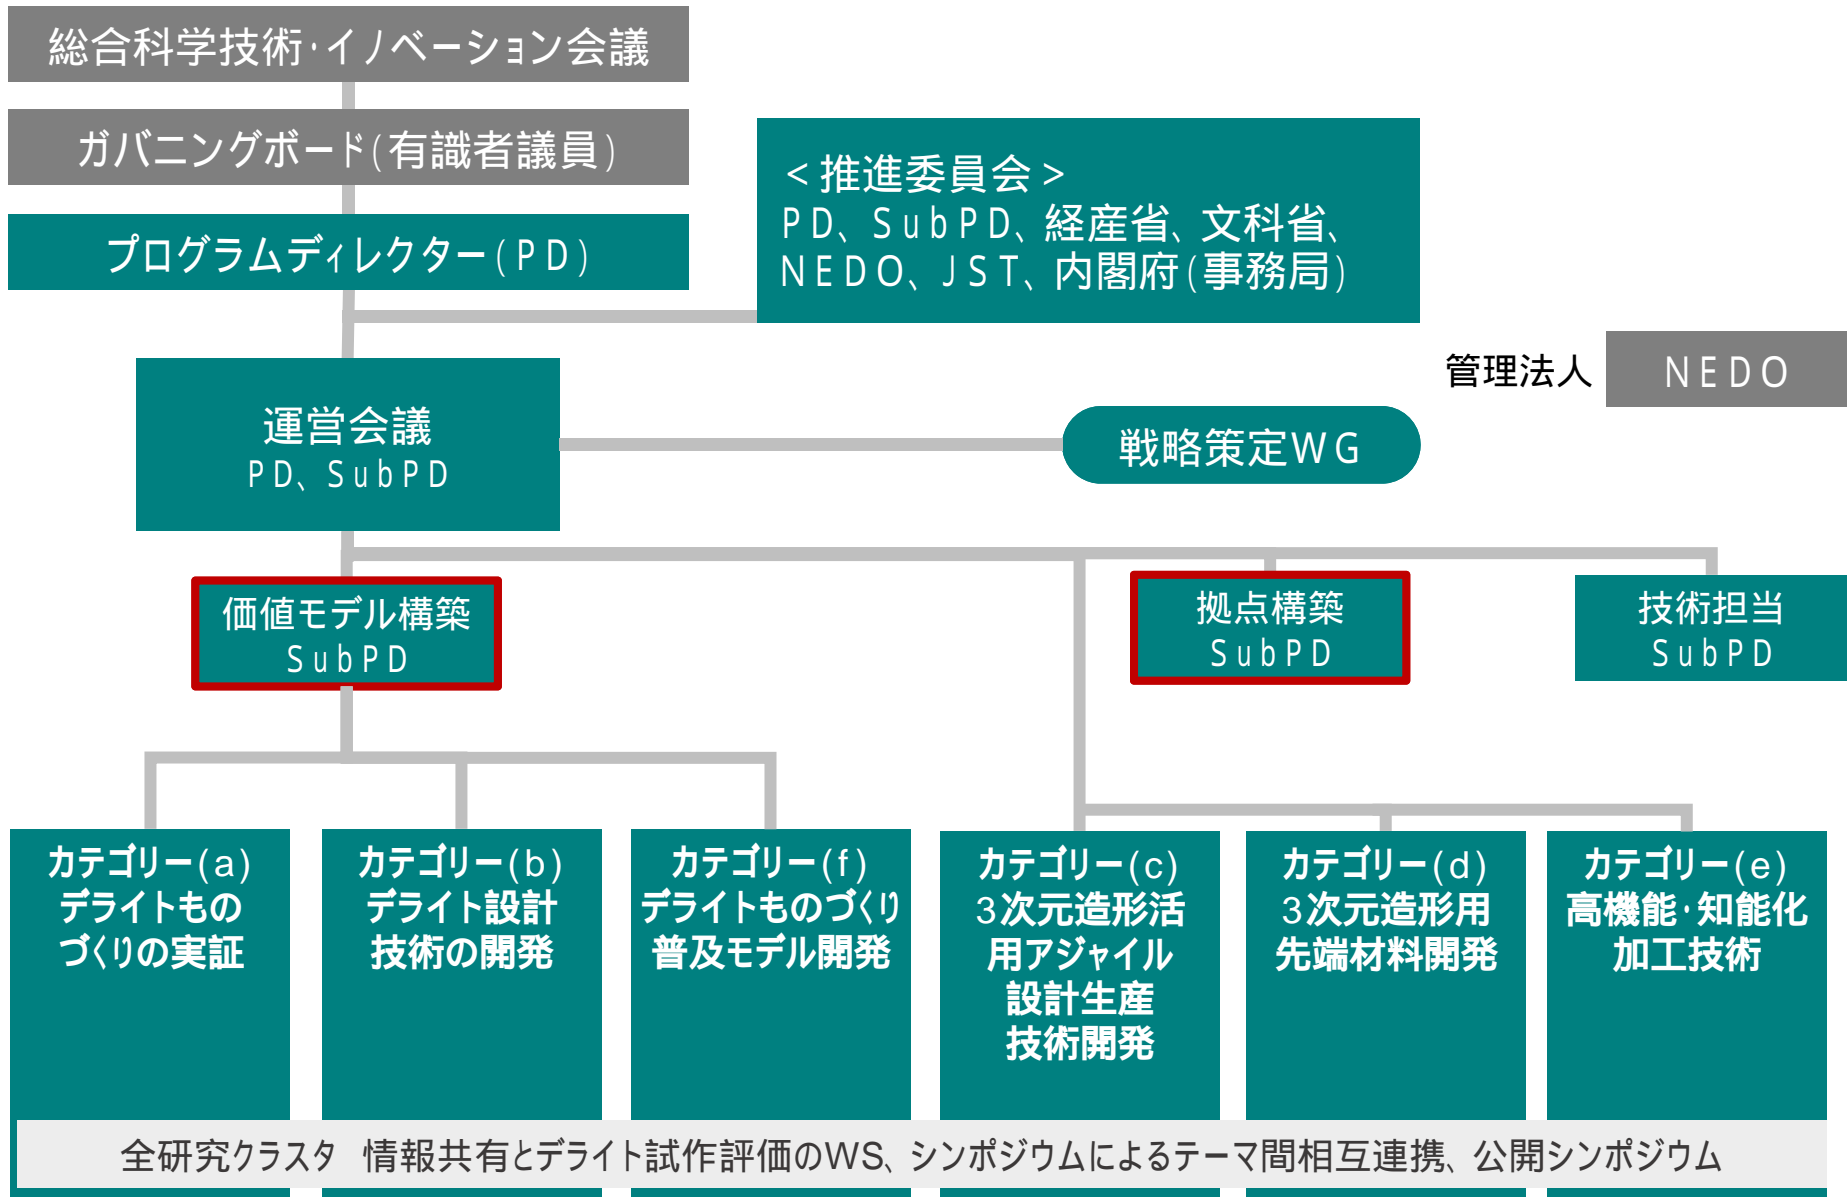 総合科学技術・イノベーション会議
ガバニングボード(有識者議員)
プログラムディレクター(PD)
<推進委員会>
PD、SubPD、経産省、文科省、
NEDO、JST、内閣府(事務局)
管理法人
NEDO
運営会議
PD、SubPD
戦略策定WG
価値モデル構築
SubPD
拠点構築
SubPD
技術担当
SubPD
カテゴリー(a)
デライトもの
づくりの実証
カテゴリー(b)
デライト設計
技術の開発
カテゴリー(f)
デライトものづくり
普及モデル開発
カテゴリー(c)
3次元造形活
用アジャイル
設計生産
技術開発
カテゴリー(d)
3次元造形用
先端材料開発
カテゴリー(e)
高機能・知能化
加工技術
全研究クラスタ 情報共有とデライト試作評価のWS、シンポジウムによるテーマ間相互連携、公開シンポジウム